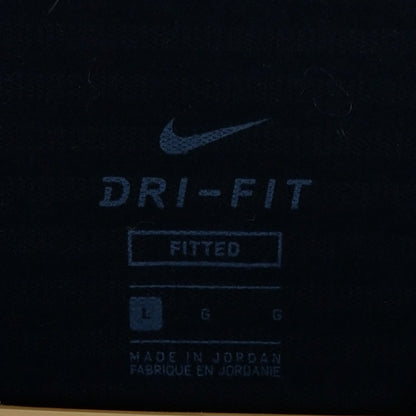 DRI-FIT
FITTED
L G G
MADE IN JORDAN
FABRIQUÉ EN JORDANIE